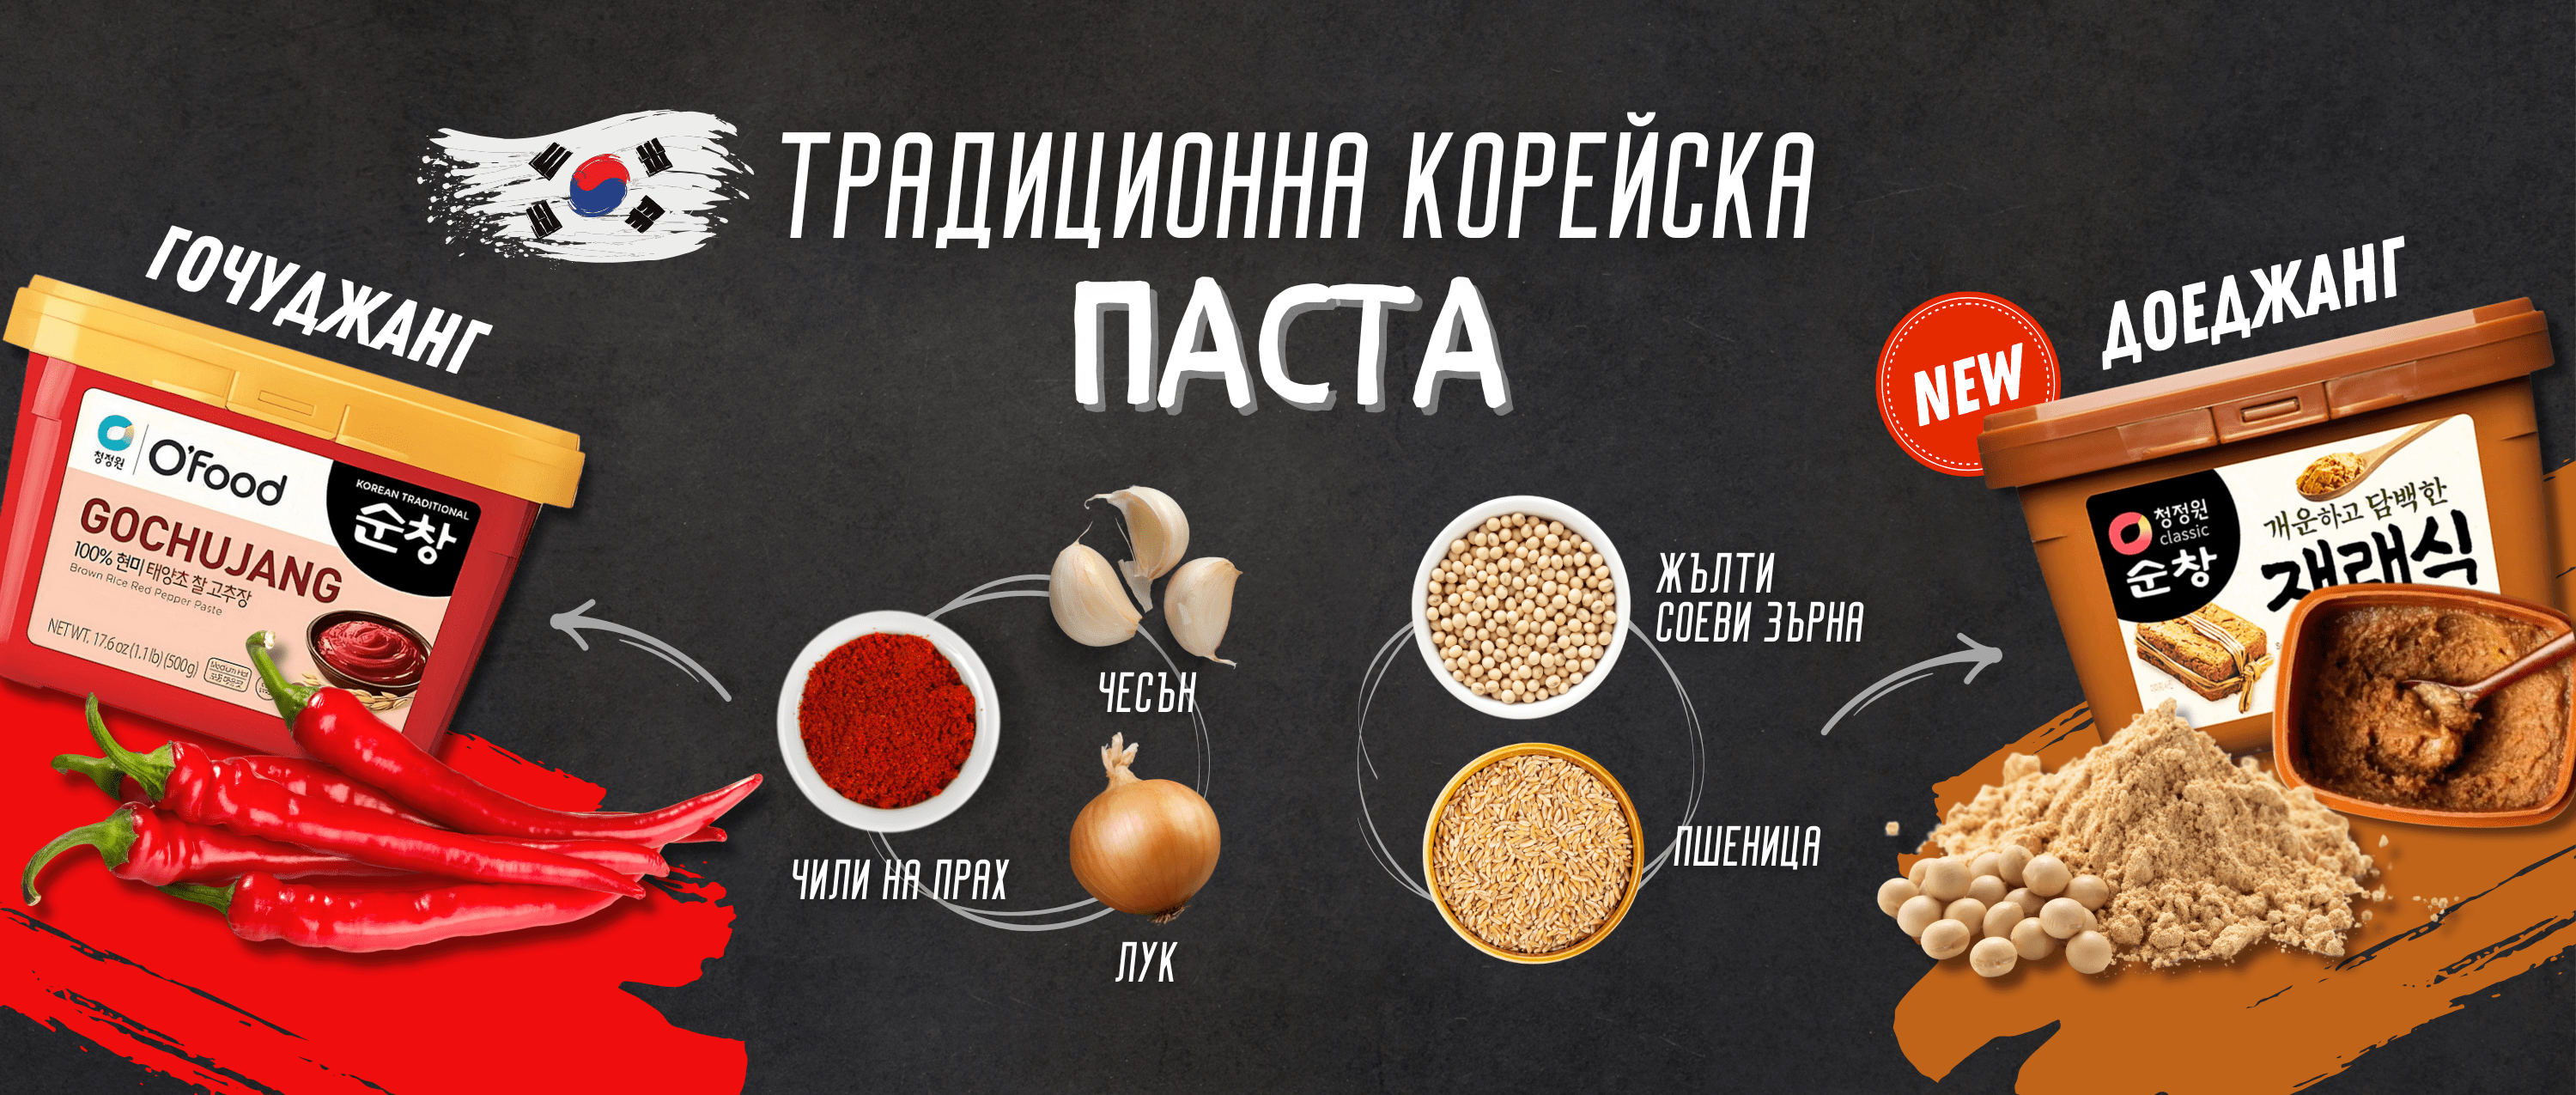 ТРАДИЦИОННА КОРЕЙСКА
ПАСТА
ГОЧУДЖАНГ
청정원
O'Food
KOREAN TRADITIONAL
순창
GOCHUJANG
100% 현미 태양초 찰 고추장
Brown Rice Red Pepper Paste
NET WT. 17.6 oz (1.1 lb) (500g)
Medium Hot
ЧЕСЪН
ЧИЛИ НА ПРАХ
ЛУК
ЖЪЛТИ
СОЕВИ ЗЪРНА
ПШЕНИЦА
NEW
ДОЕДЖАНГ
청정원
classic
순창
개운하고 담백한
재래식